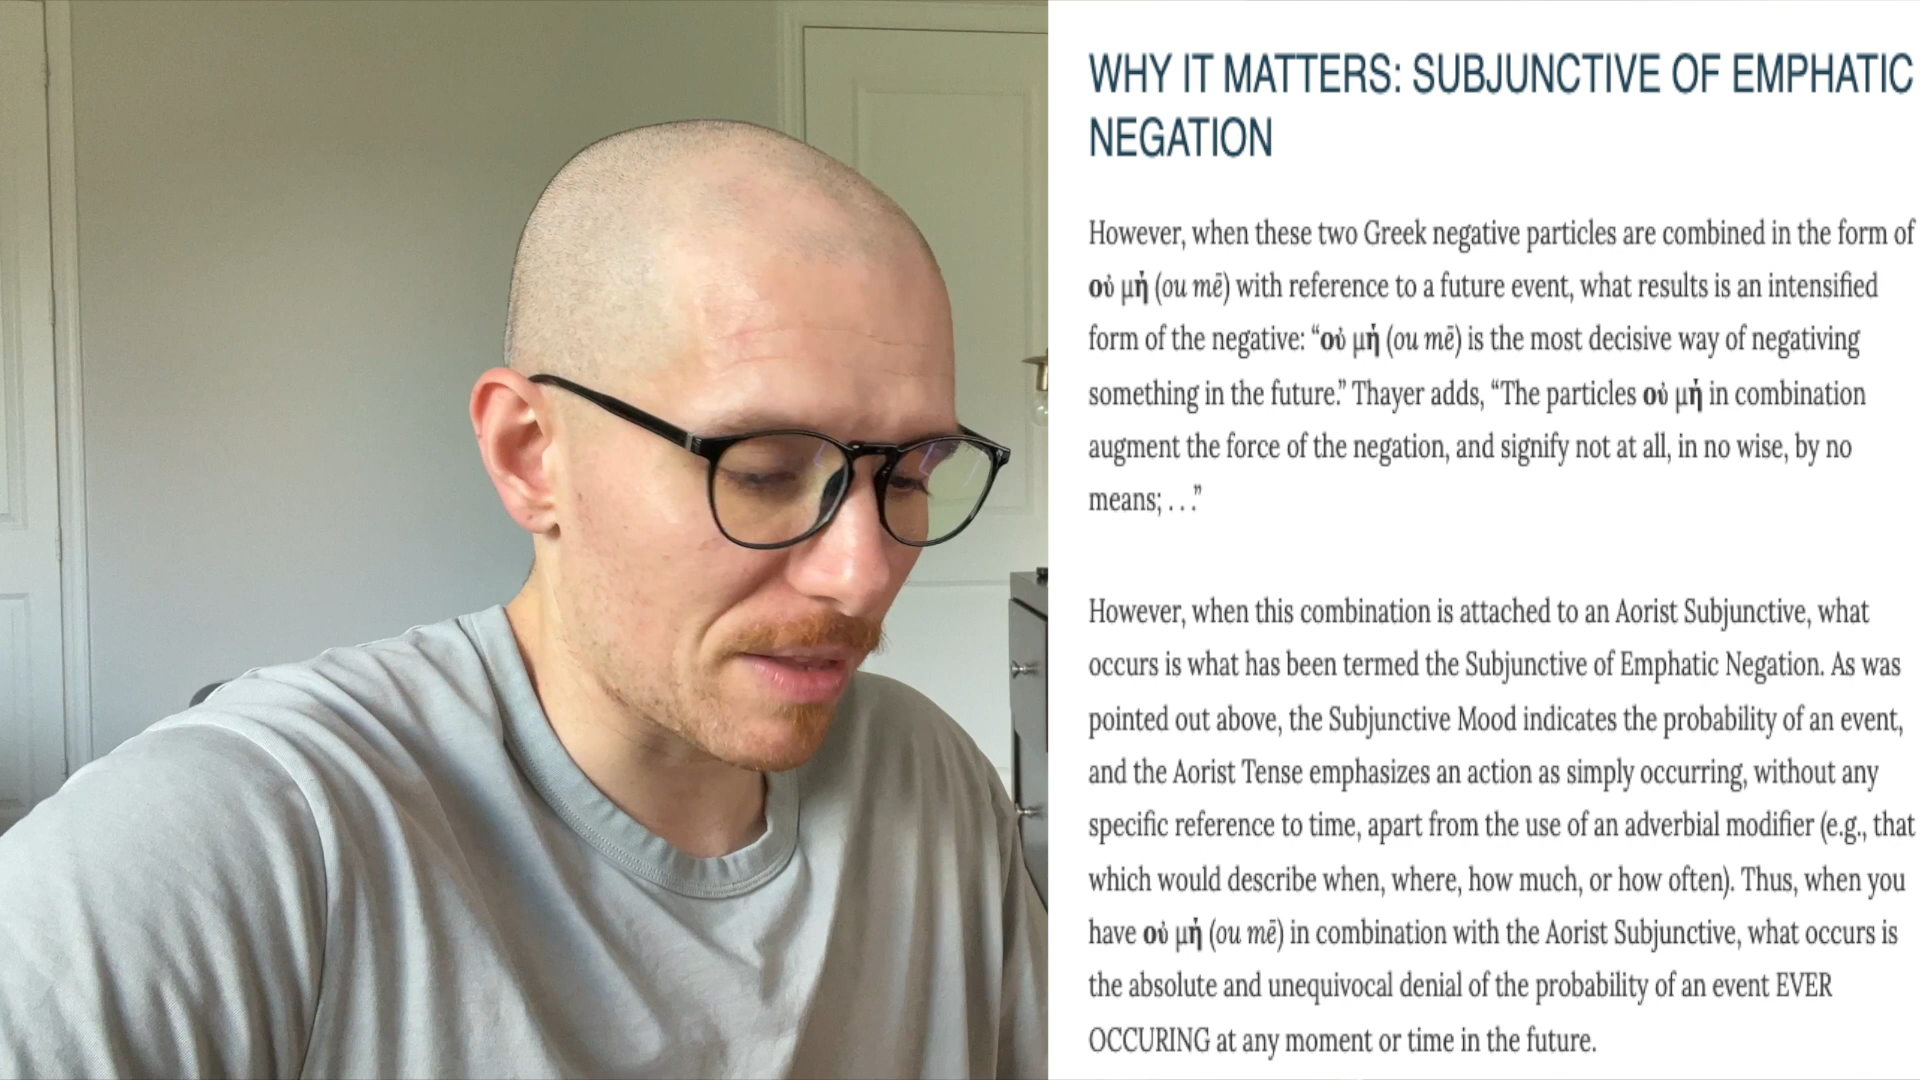 WHY IT MATTERS: SUBJUNCTIVE OF EMPHATIC
NEGATION
However, when these two Greek negative particles are combined in the form of
οὐ μἠ (ou mē) with reference to a future event, what results is an intensified
form of the negative: “οὐ μἠ (ou mē) is the most decisive way of negativing
something in the future.” Thayer adds, “The particles οὐ μἠ in combination
augment the force of the negation, and signify not at all, in no wise, by no
means; . . .”
However, when this combination is attached to an Aorist Subjunctive, what
occurs is what has been termed the Subjunctive of Emphatic Negation. As was
pointed out above, the Subjunctive Mood indicates the probability of an event,
and the Aorist Tense emphasizes an action as simply occurring, without any
specific reference to time, apart from the use of an adverbial modifier (e.g., that
which would describe when, where, how much, or how often). Thus, when you
have οὐ μἠ (ou mē) in combination with the Aorist Subjunctive, what occurs is
the absolute and unequivocal denial of the probability of an event EVER
OCCURING at any moment or time in the future.